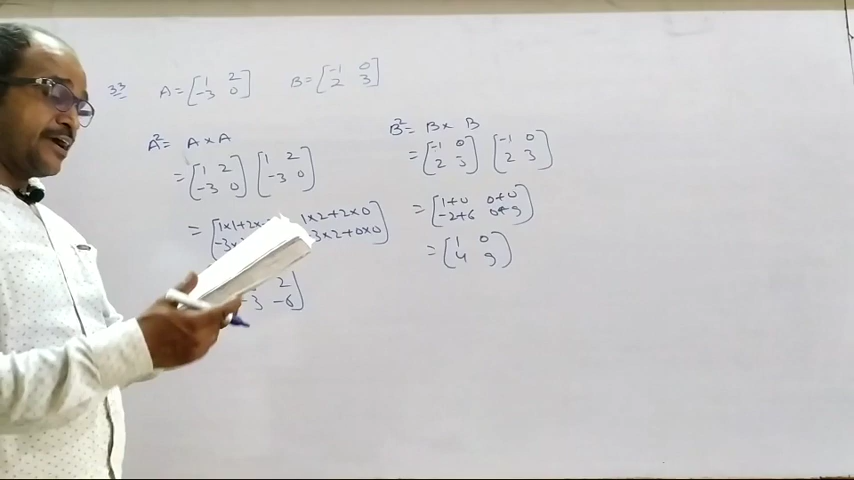 33 A = [ 1 2 -3 0 ] B = [ -1 0 2 3 ]
A² = A × A
= [ 1 2 -3 0 ] [ 1 2 -3 0 ]
= [ 1×1+2× 1×2+2×0
-3× 3×2+0×0 ]
2
-3 -6 ]
B² = B × B
= [ -1 0 2 3 ] [ -1 0 2 3 ]
= [ 1+0 0+0
-2+6 0+9 ]
= [ 1 0
4 9 ]